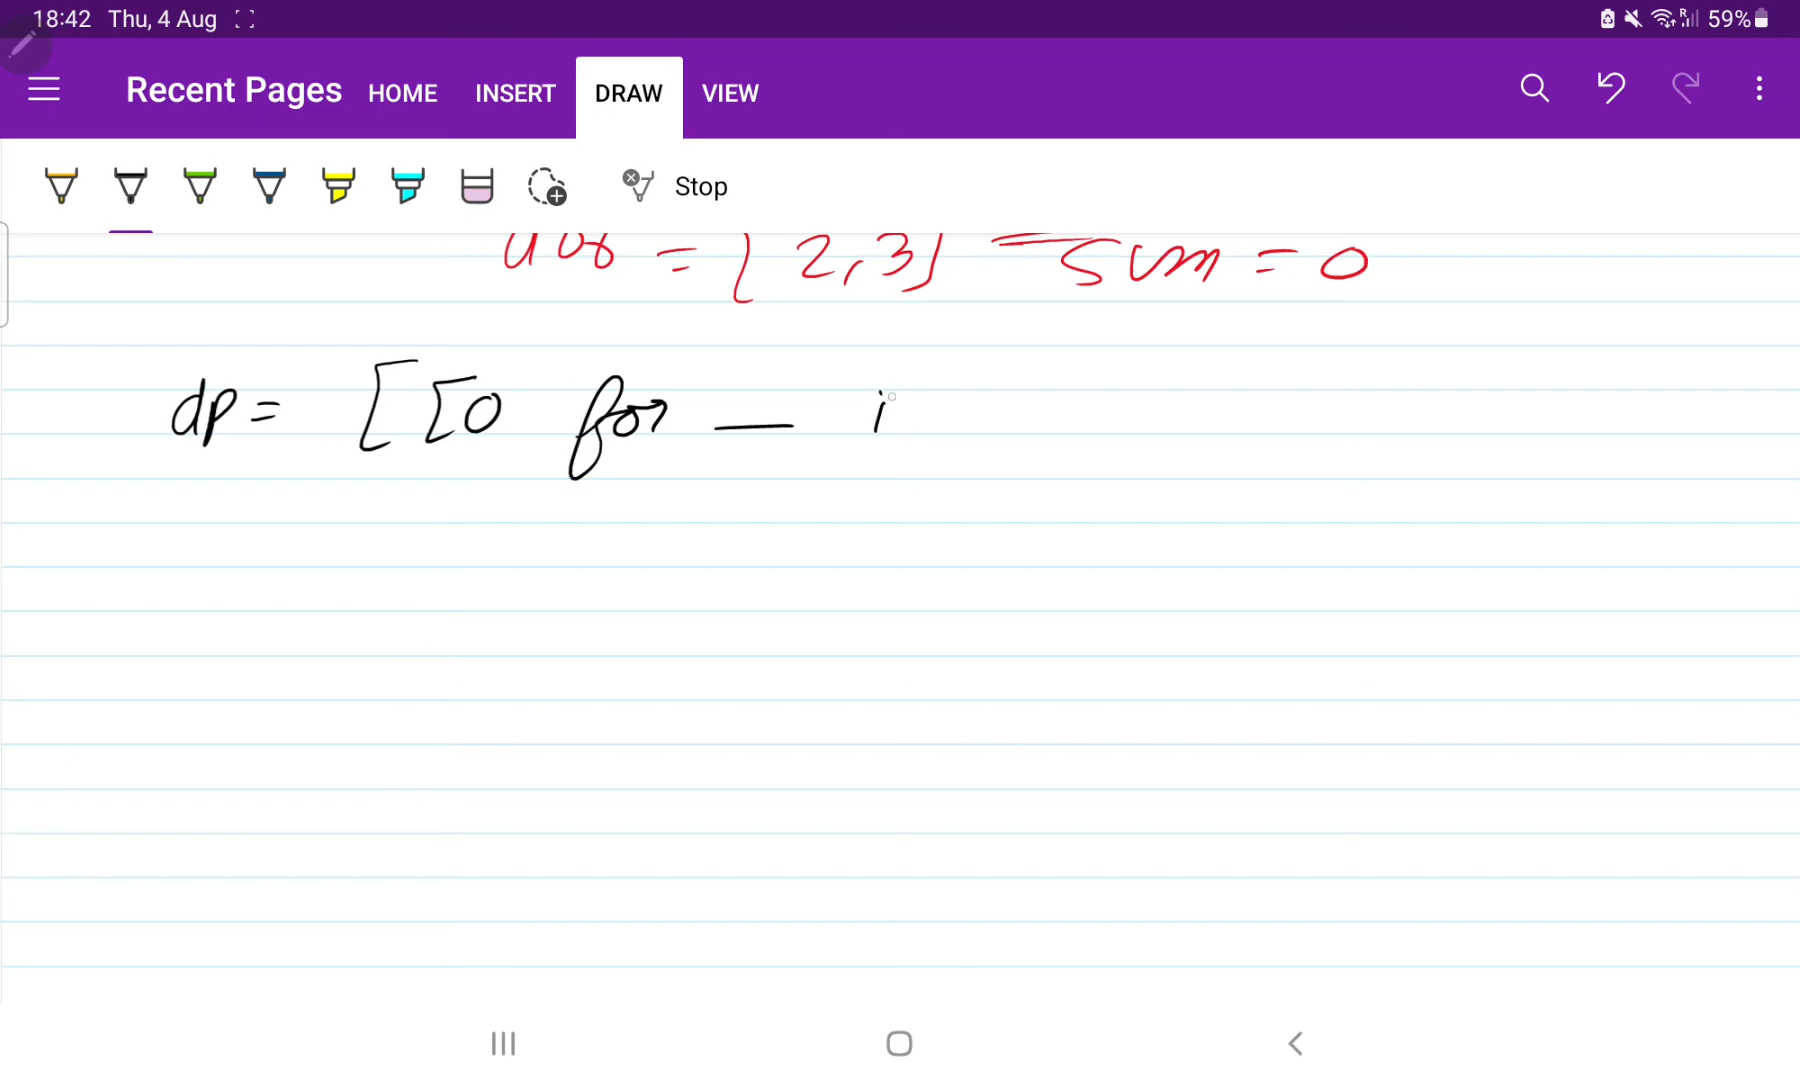 18:42 Thu, 4 Aug R 59%
Recent Pages HOME INSERT DRAW VIEW
Stop
= [2,3] sum = 0
dp = [[0 for _ i